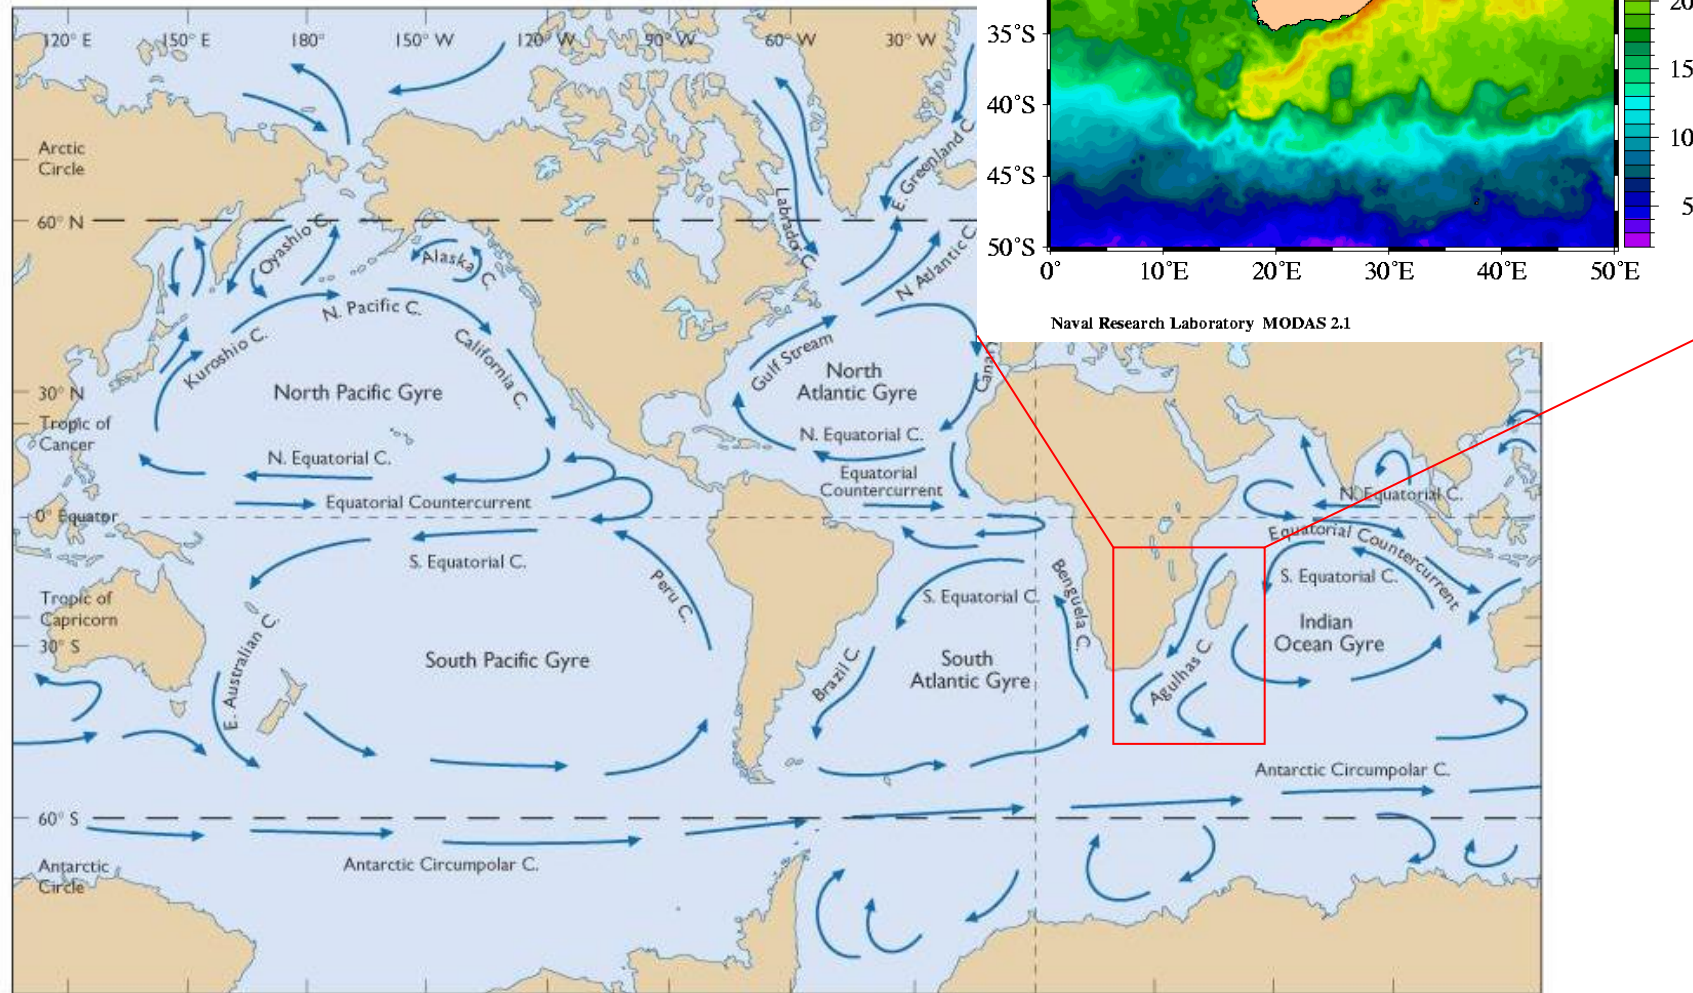 120° E
150° E
180°
150° W
120° W
90° W
60° W
30° W
Arctic
Circle
60° N
30° N
Tropic of
Cancer
0° Equator
Tropic of
Capricorn
30° S
60° S
Antarctic
Circle
Oyashio C.
Alaska C.
N. Pacific C.
Kuroshio C.
California C.
North Pacific Gyre
N. Equatorial C.
Equatorial Countercurrent
S. Equatorial C.
Peru C.
E. Australian C.
South Pacific Gyre
Antarctic Circumpolar C.
Labrador C.
E. Greenland C.
N Atlantic C.
Gulf Stream
North
Atlantic Gyre
N. Equatorial C.
Equatorial
Countercurrent
S. Equatorial C.
Benguela C.
Brazil C.
South
Atlantic Gyre
Agulhas C.
N. Equatorial C.
Equatorial Countercurrent
S. Equatorial C.
Indian
Ocean Gyre
Antarctic Circumpolar C.
35°S
40°S
45°S
50°S
0°
10°E
20°E
30°E
40°E
50°E
20
15
10
5
Naval Research Laboratory MODAS 2.1